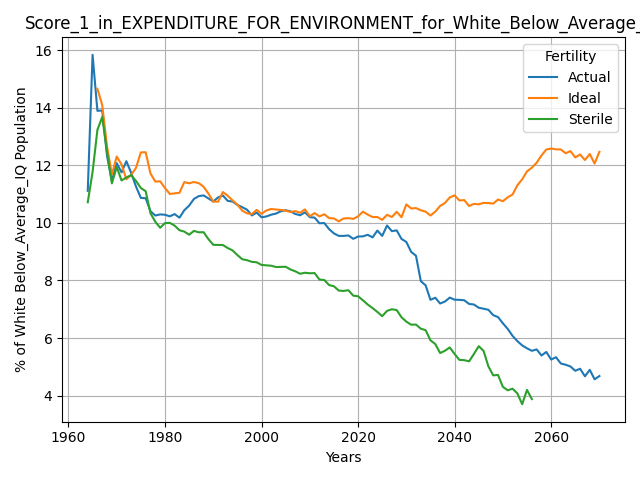 Score_1_in_EXPENDITURE_FOR_ENVIRONMENT_for_White_Below_Average_
Fertility
Actual
Ideal
Sterile
% of White Below_Average_IQ Population
16
14
12
10
8
6
4
1960
1980
2000
2020
2040
2060
Years